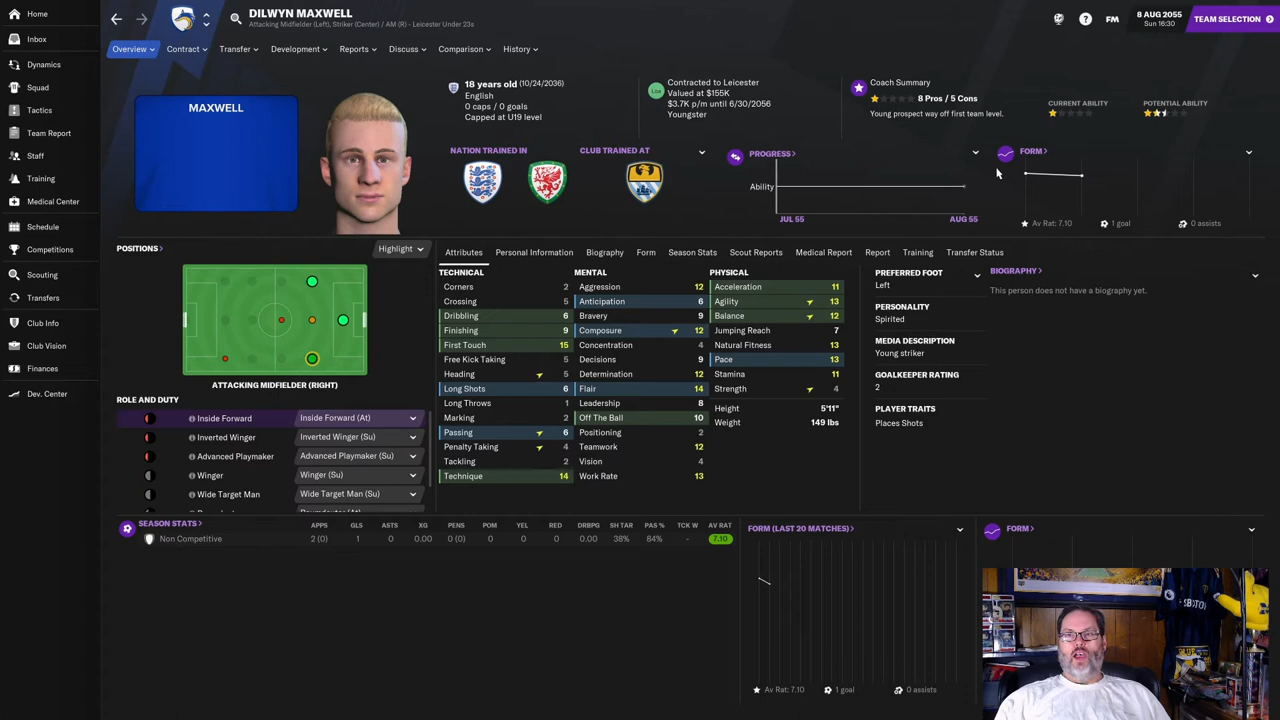 Home
Inbox
Dynamics
Squad
Tactics
Team Report
Staff
Training
Medical Center
Schedule
Competitions
Scouting
Transfers
Club Info
Club Vision
Finances
Dev. Center
DILWYN MAXWELL
Attacking Midfielder (Left), Striker (Center) / AM (R) - Leicester Under 23s
FM
8 AUG 2055
Sun 16:30
TEAM SELECTION
Overview
Contract
Transfer
Development
Reports
Discuss
Comparison
History
MAXWELL
18 years old (10/24/2036)
English
0 caps / 0 goals
Capped at U19 level
Contracted to Leicester
Valued at $155K
$3.7K p/m until 6/30/2056
Youngster
Coach Summary
8 Pros / 5 Cons
Young prospect way off first team level.
CURRENT ABILITY
POTENTIAL ABILITY
NATION TRAINED IN
CLUB TRAINED AT
PROGRESS
Ability
JUL 55
AUG 55
FORM
Av Rat: 7.10
1 goal
0 assists
POSITIONS
Highlight
ATTACKING MIDFIELDER (RIGHT)
ROLE AND DUTY
Inside Forward Inside Forward (At)
Inverted Winger Inverted Winger (Su)
Advanced Playmaker Advanced Playmaker (Su)
Winger Winger (Su)
Wide Target Man Wide Target Man (Su)
Attributes
Personal Information
Biography
Form
Season Stats
Scout Reports
Medical Report
Report
Training
Transfer Status
TECHNICAL
Corners 2
Crossing 5
Dribbling 6
Finishing 9
First Touch 15
Free Kick Taking 5
Heading 5
Long Shots 6
Long Throws 1
Marking 2
Passing 6
Penalty Taking 4
Tackling 2
Technique 14
MENTAL
Aggression 12
Anticipation 6
Bravery 9
Composure 12
Concentration 4
Decisions 9
Determination 12
Flair 14
Leadership 8
Off The Ball 10
Positioning 2
Teamwork 12
Vision 4
Work Rate 13
PHYSICAL
Acceleration 11
Agility 13
Balance 12
Jumping Reach 7
Natural Fitness 13
Pace 13
Stamina 11
Strength 4
Height 5'11"
Weight 149 lbs
PREFERRED FOOT
Left
PERSONALITY
Spirited
MEDIA DESCRIPTION
Young striker
GOALKEEPER RATING
2
PLAYER TRAITS
Places Shots
BIOGRAPHY
This person does not have a biography yet.
SEASON STATS APPS GLS ASTS XG PENS POM YEL RED DRBPG SH TAR PAS % TCK W AV RAT
Non Competitive 2 (0) 1 0 0.00 0 (0) 0 0 0 0.00 38% 84% - 7.10
FORM (LAST 20 MATCHES)
Av Rat: 7.10
1 goal
0 assists
FORM